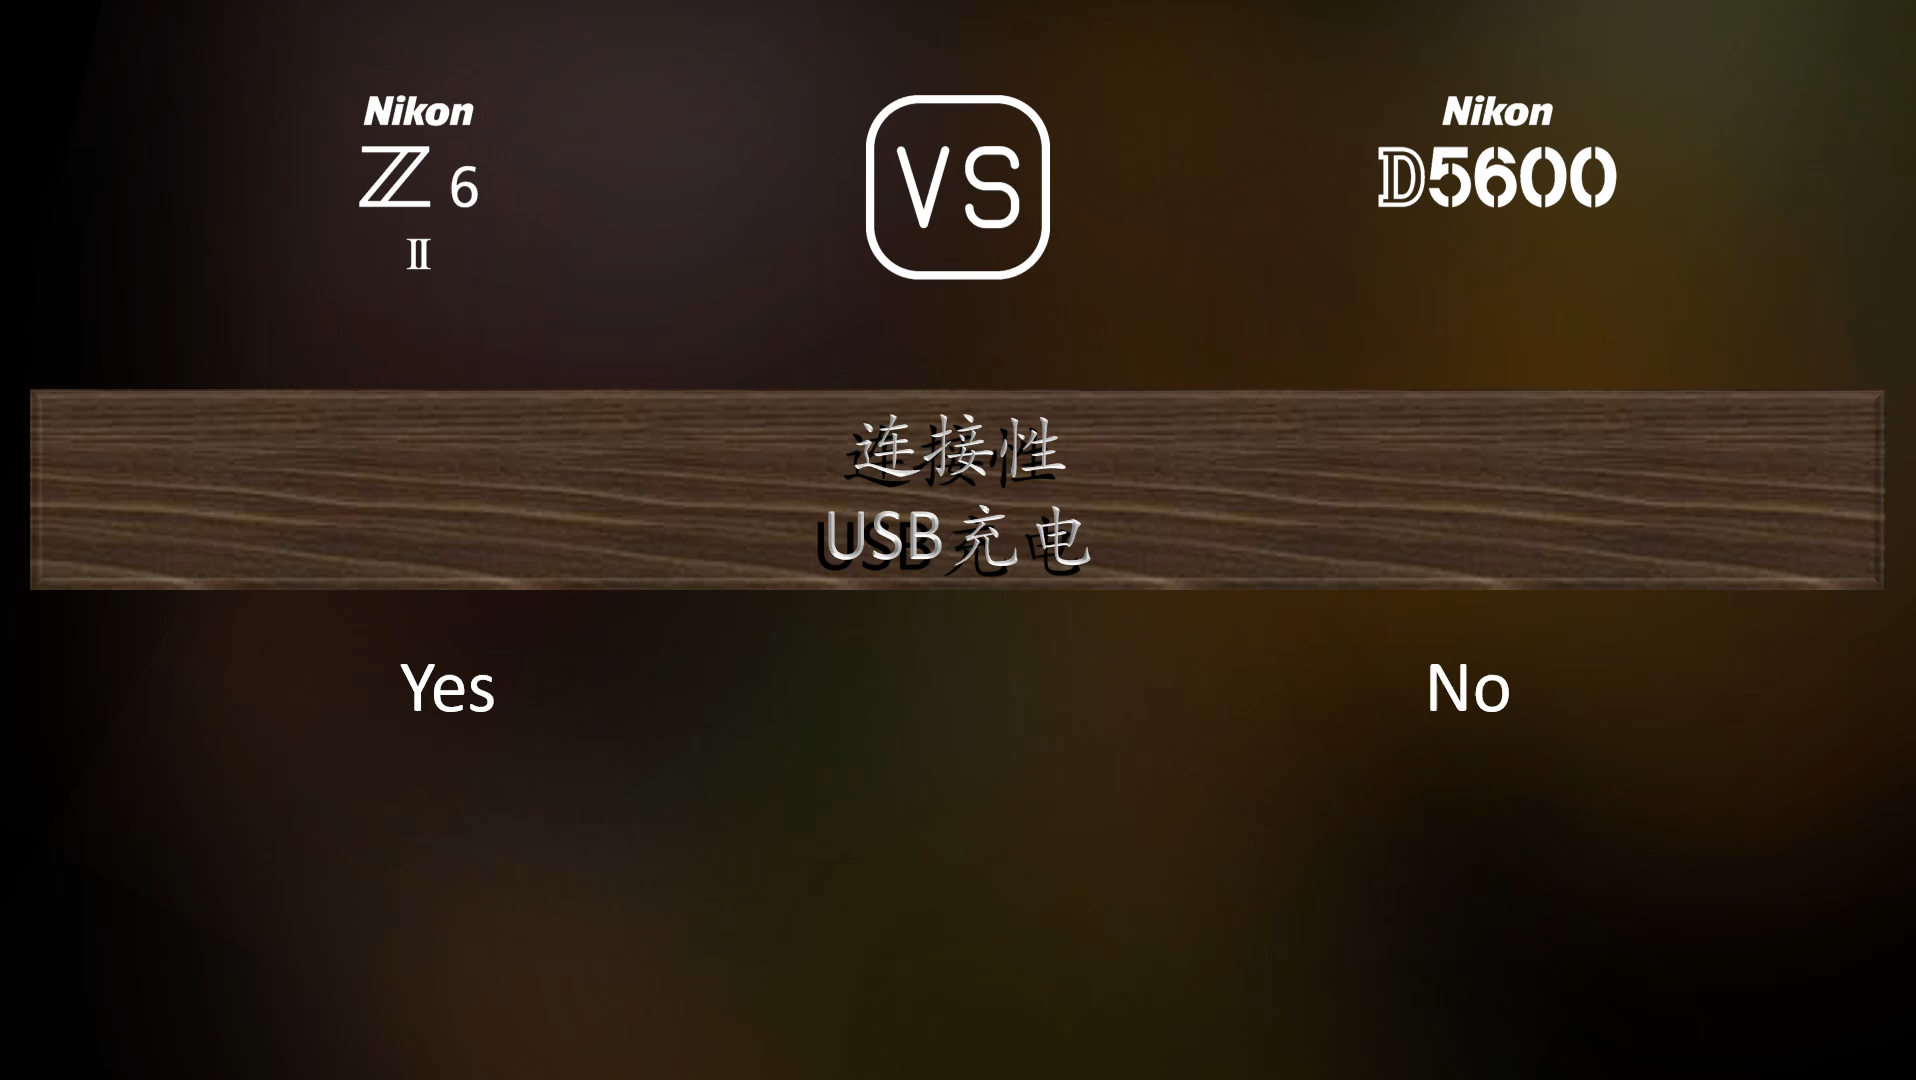 Nikon
Z 6
II
VS
Nikon
D5600
连接性
USB充电
Yes
No